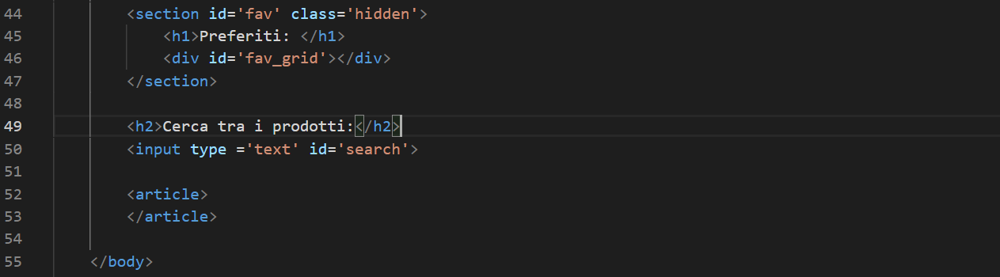 44 <section id='fav' class='hidden'>
45 <h1>Preferiti: </h1>
46 <div id='fav_grid'></div>
47 </section>
48
49 <h2>Cerca tra i prodotti:</h2>
50 <input type ='text' id='search'>
51
52 <article>
53 </article>
54
55 </body>